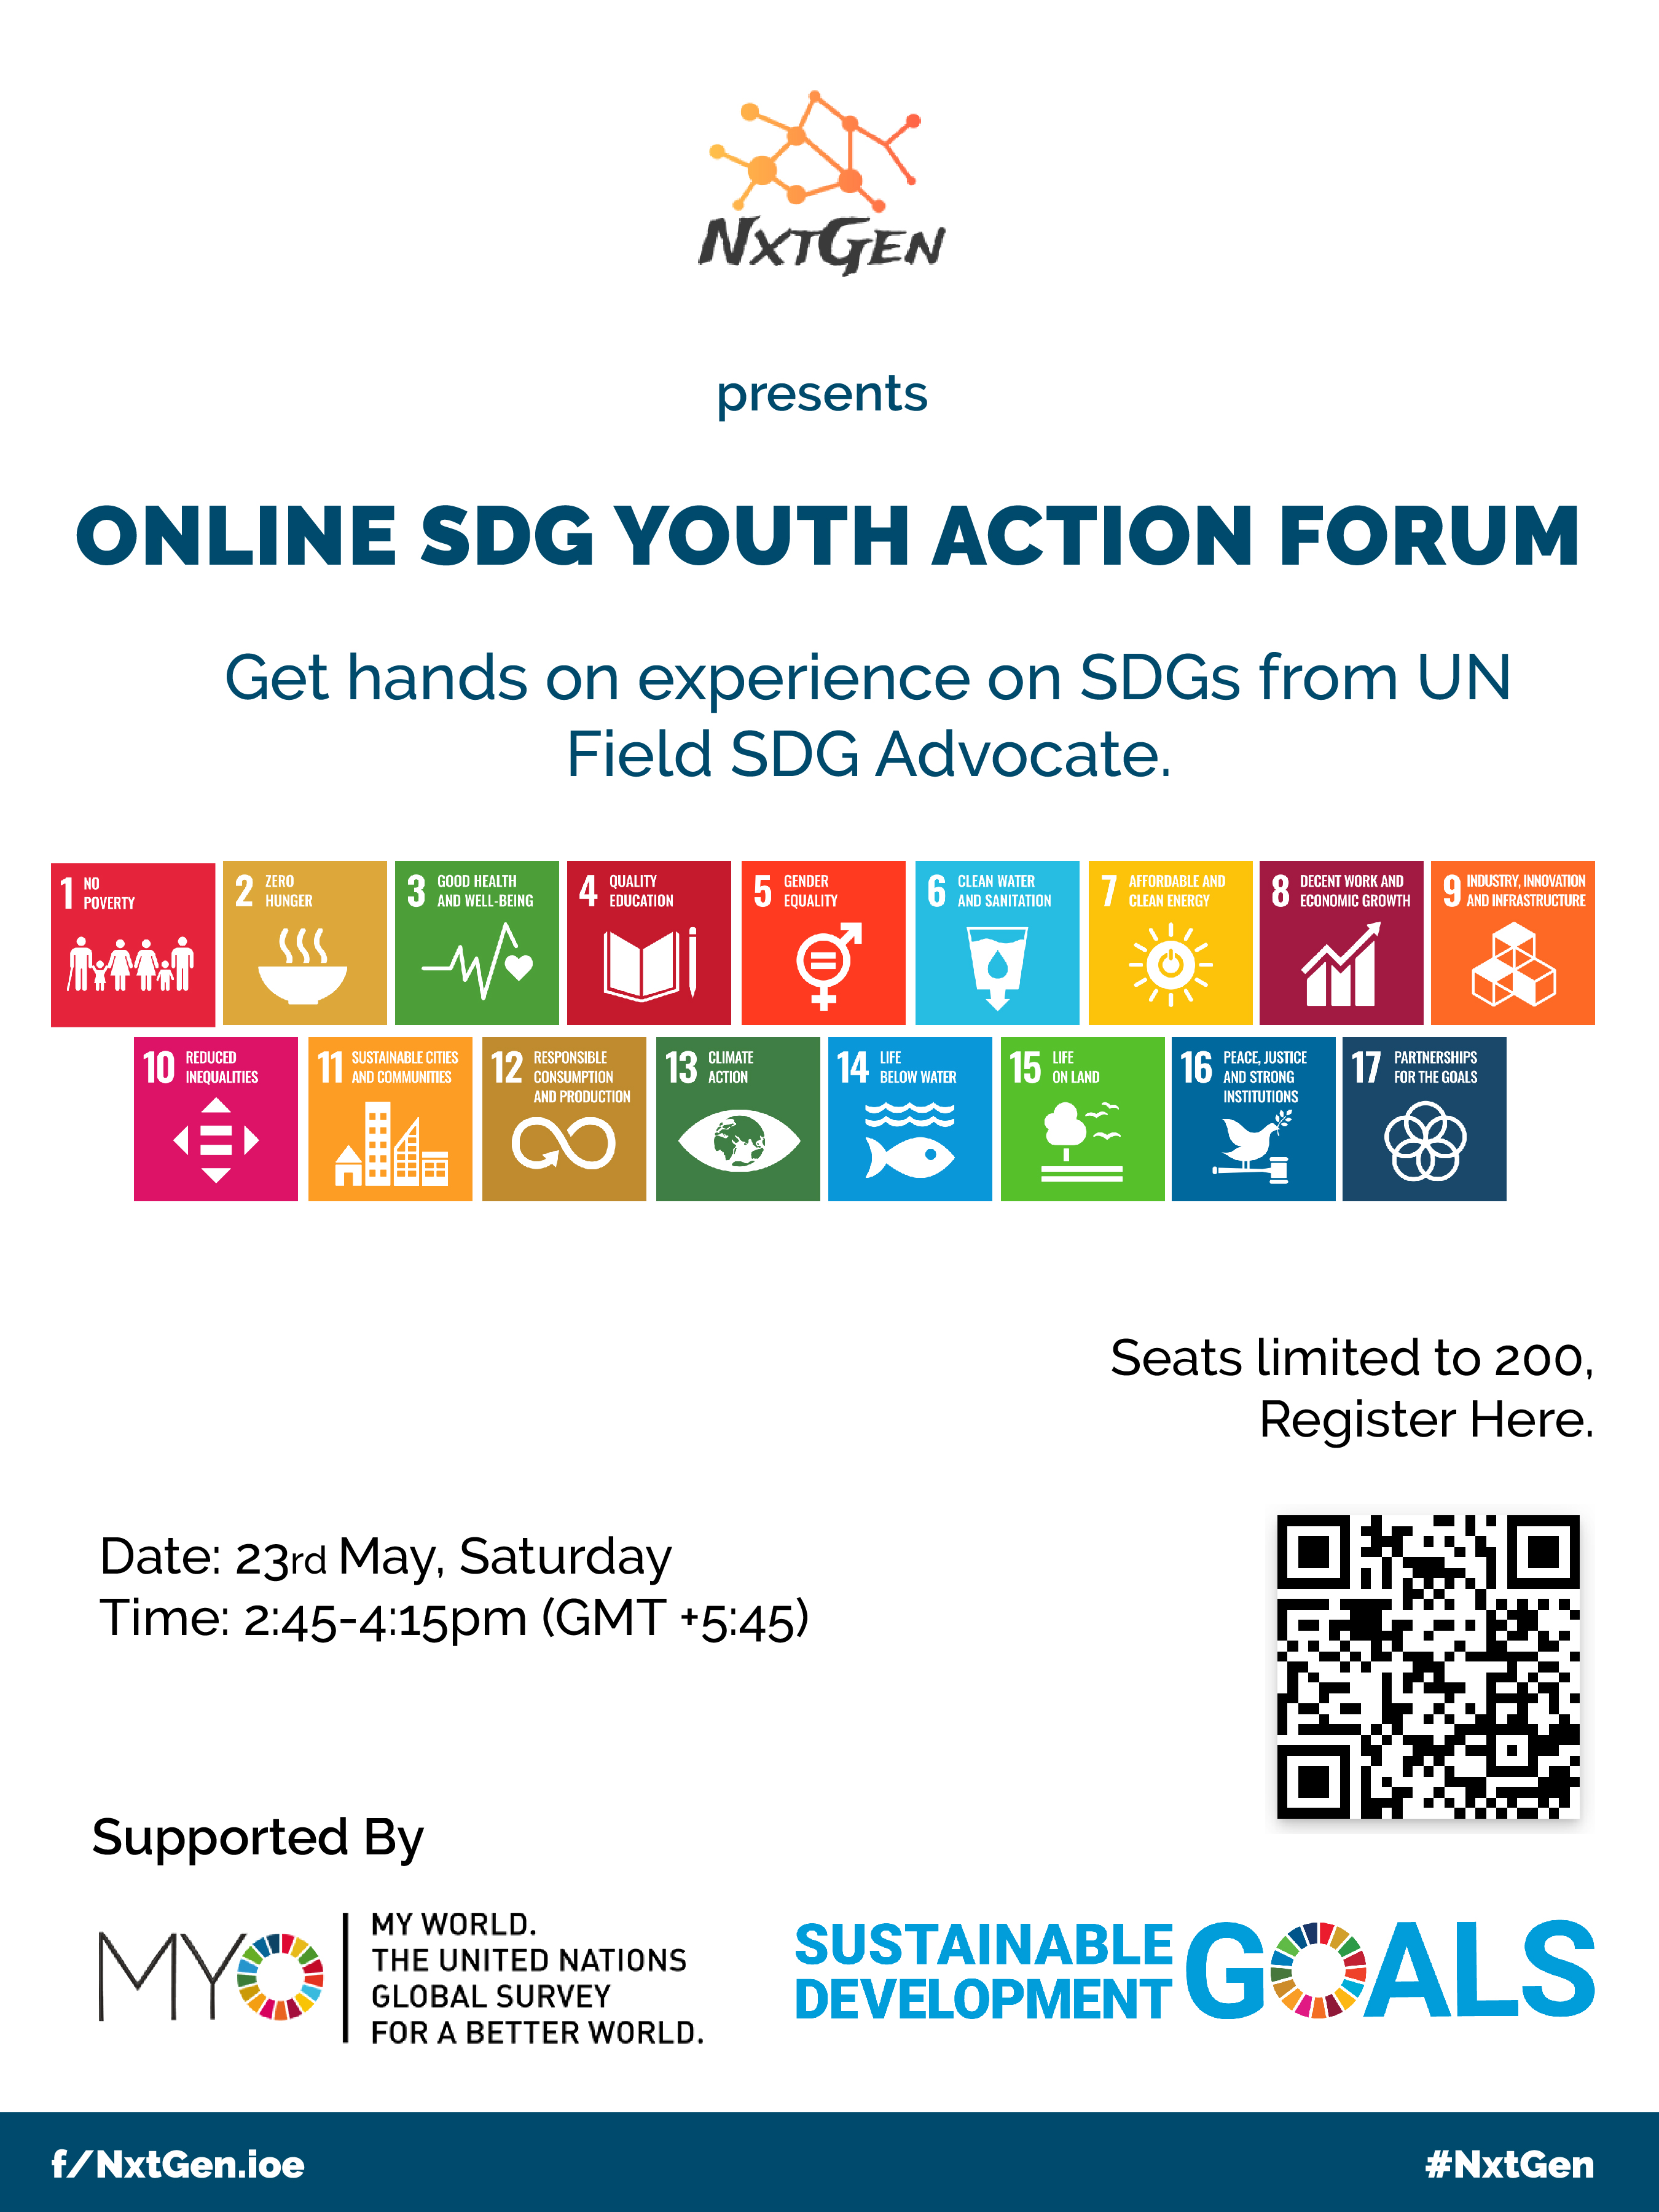 NXTGEN
presents
ONLINE SDG YOUTH ACTION FORUM
Get hands on experience on SDGs from UN
Field SDG Advocate.
1 NO
POVERTY
2 ZERO
HUNGER
3 GOOD HEALTH
AND WELL-BEING
4 QUALITY
EDUCATION
5 GENDER
EQUALITY
6 CLEAN WATER
AND SANITATION
7 AFFORDABLE AND
CLEAN ENERGY
8 DECENT WORK AND
ECONOMIC GROWTH
9 INDUSTRY, INNOVATION
AND INFRASTRUCTURE
10 REDUCED
INEQUALITIES
11 SUSTAINABLE CITIES
AND COMMUNITIES
12 RESPONSIBLE
CONSUMPTION
AND PRODUCTION
13 CLIMATE
ACTION
14 LIFE
BELOW WATER
15 LIFE
ON LAND
16 PEACE, JUSTICE
AND STRONG
INSTITUTIONS
17 PARTNERSHIPS
FOR THE GOALS
Seats limited to 200,
Register Here.
Date: 23rd May, Saturday
Time: 2:45-4:15pm (GMT +5:45)
Supported By
MYO
MY WORLD.
THE UNITED NATIONS
GLOBAL SURVEY
FOR A BETTER WORLD.
SUSTAINABLE
DEVELOPMENT
GOALS
f/NxtGen.ioe
#NxtGen